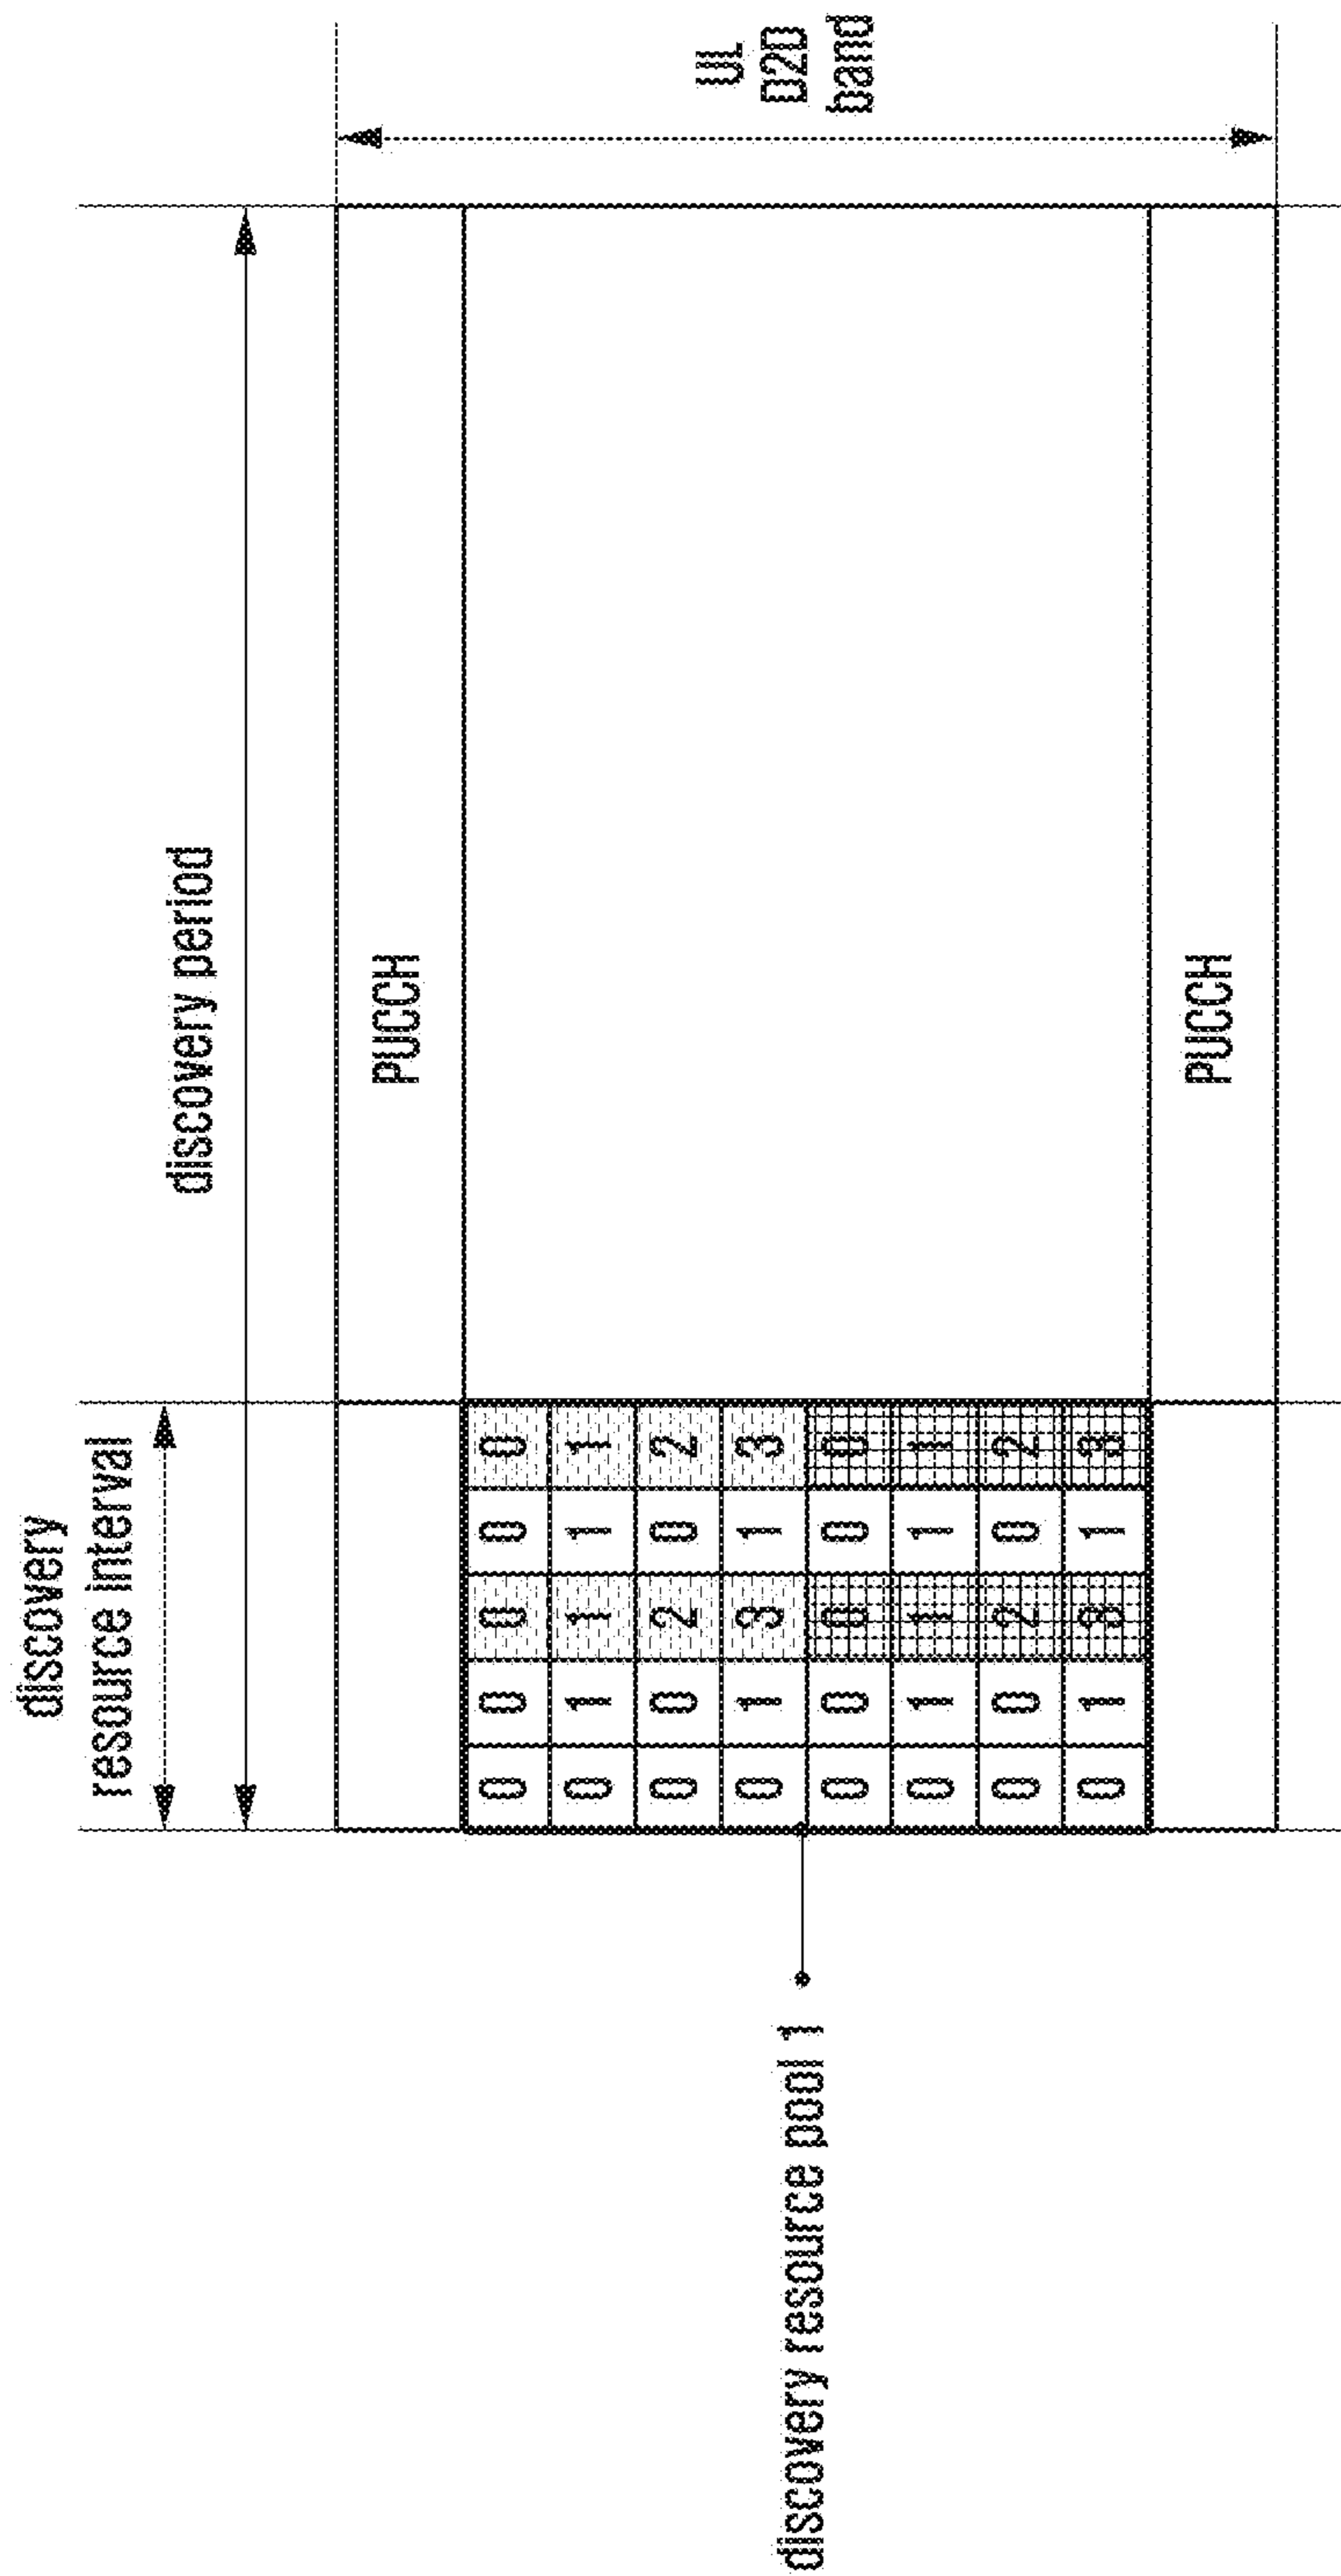 discovery
resource interval
discovery period
PUCCH
0 0 0 0 0
0 1 1 1 1
0 0 2 0 2
UL
D2D
band
0 1 3 1 3
discovery resource pool 1
0 0 0 0 0
0 1 1 1 1
0 0 2 0 2
0 1 3 1 3
PUCCH